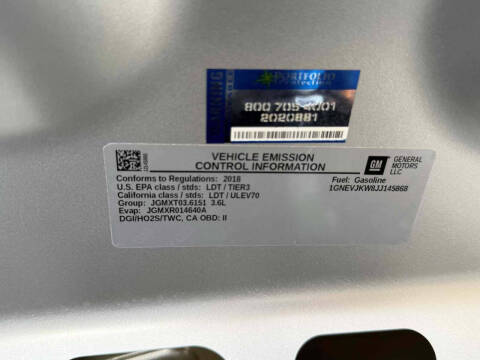 PORTFOLIO
800 705 4001
2020881
VEHICLE EMISSION
CONTROL INFORMATION
GM
GENERAL
MOTORS
LLC
Conforms to Regulations: 2018
U.S. EPA class / stds: LDT / TIER3
California class / stds: LDT / ULEV70
Group: JGMXT03.6151 3.6L
Evap: JGMXR014640A
DGI/HO2S/TWC, CA OBD: II
Fuel: Gasoline
1GNEVJKW8JJ145868